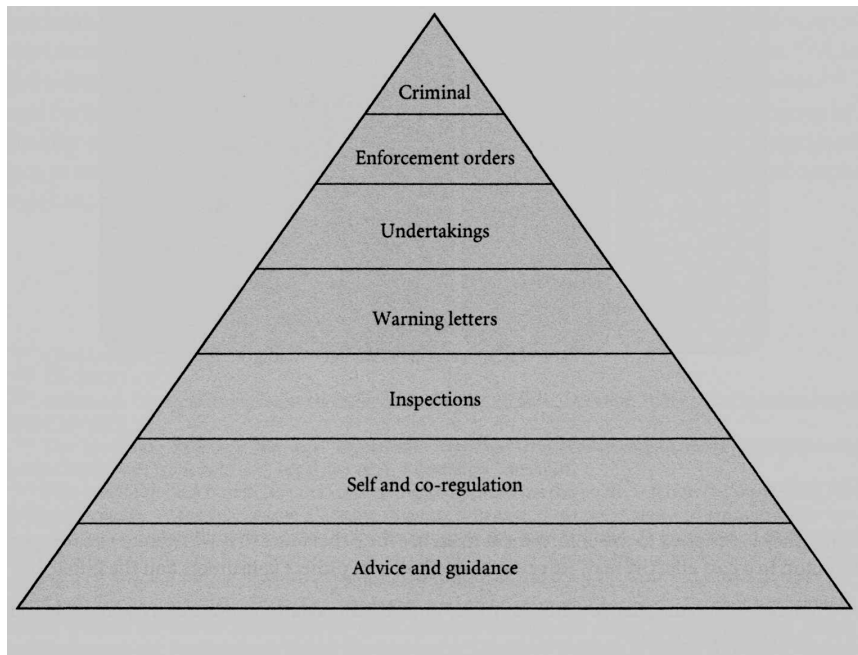 Criminal
Enforcement orders
Undertakings
Warning letters
Inspections
Self and co-regulation
Advice and guidance